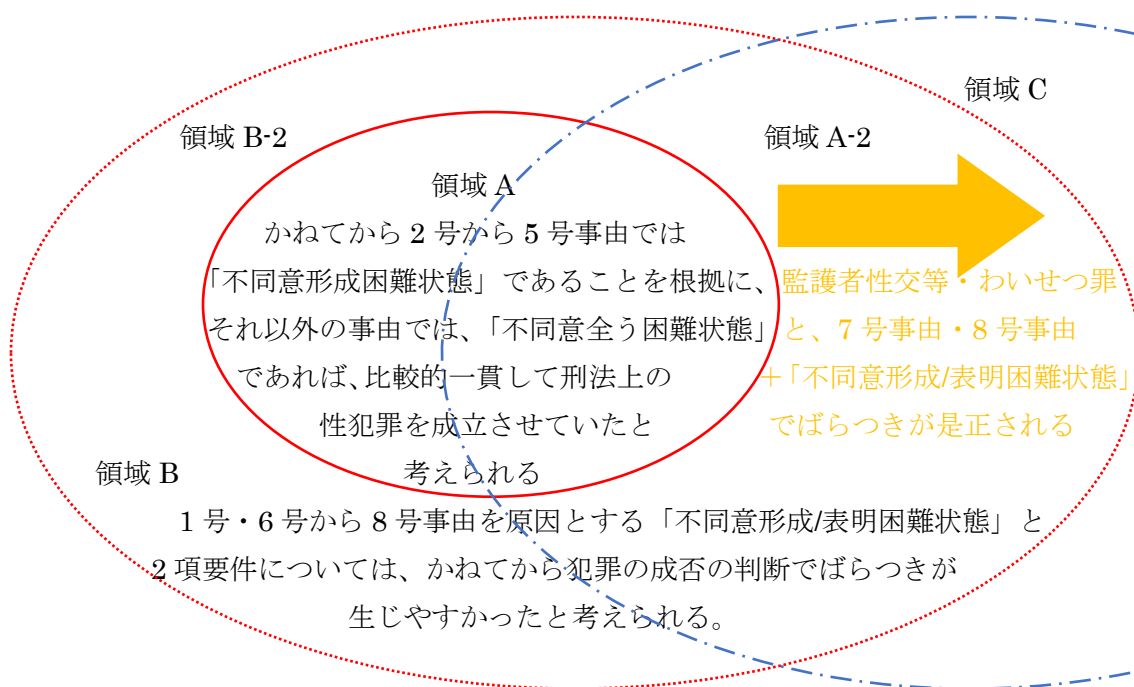 領域 C
領域 B-2
領域 A-2
領域 A
かねてから 2 号から 5 号事由では
「不同意形成困難状態」であることを根拠に、
それ以外の事由では、「不同意全う困難状態」
であれば、比較的一貫して刑法上の
性犯罪を成立させていたと
考えられる
監護者性交等・わいせつ罪
と、7 号事由・8 号事由
＋「不同意形成/表明困難状態」
でばらつきが是正される
領域 B
1 号・6 号から 8 号事由を原因とする「不同意形成/表明困難状態」と
2 項要件については、かねてから犯罪の成否の判断でばらつきが
生じやすかったと考えられる。